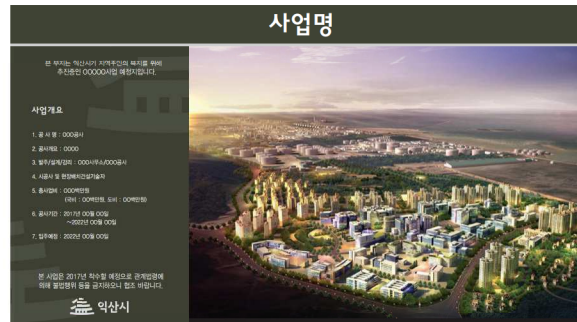 사업명
본 부지는 익산시가 지역주민의 복지를 위해
추진중인 OOOOO사업 예정지입니다.
사업개요
1. 공 사 명 : OOO공사
2. 공사개요 : OOOO
3. 발주/설계/감리 : OOO사무소/OOO공사
4. 시공사 및 현장배치건설기술자
5. 총사업비 : OOO백만원
(국비 : OO백만원, 도비 : OO백만원)
6. 공사기간 : 2017년 OO월 OO일
～2022년 OO월 OO일
7. 입주예정 : 2022년 OO월 OO일
본 사업은 2017년 착수할 예정으로 관계법령에
의해 불법행위 등을 금지하오니 협조 바랍니다.
익산시